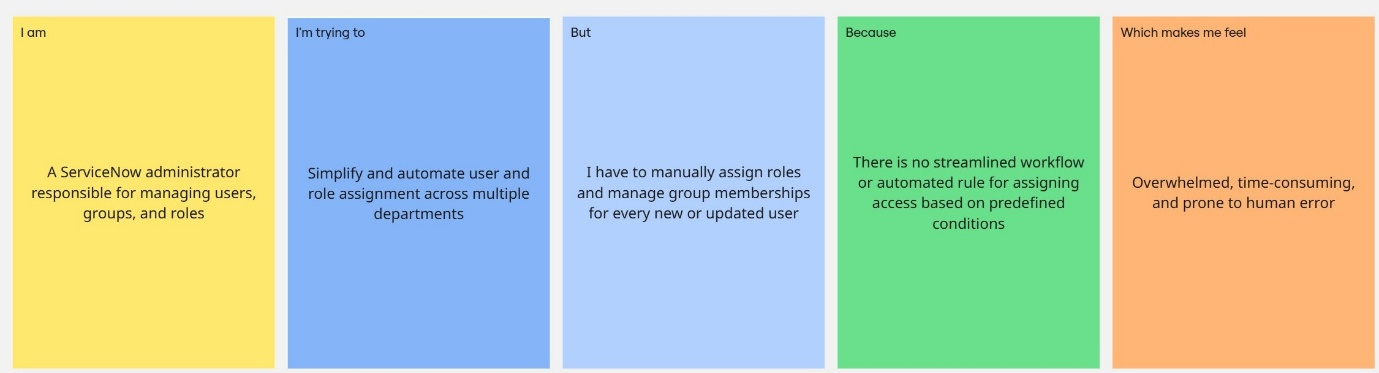 I am
A ServiceNow administrator
responsible for managing users,
groups, and roles
I'm trying to
Simplify and automate user and
role assignment across multiple
departments
But
I have to manually assign roles
and manage group memberships
for every new or updated user
Because
There is no streamlined workflow
or automated rule for assigning
access based on predefined
conditions
Which makes me feel
Overwhelmed, time-consuming,
and prone to human error